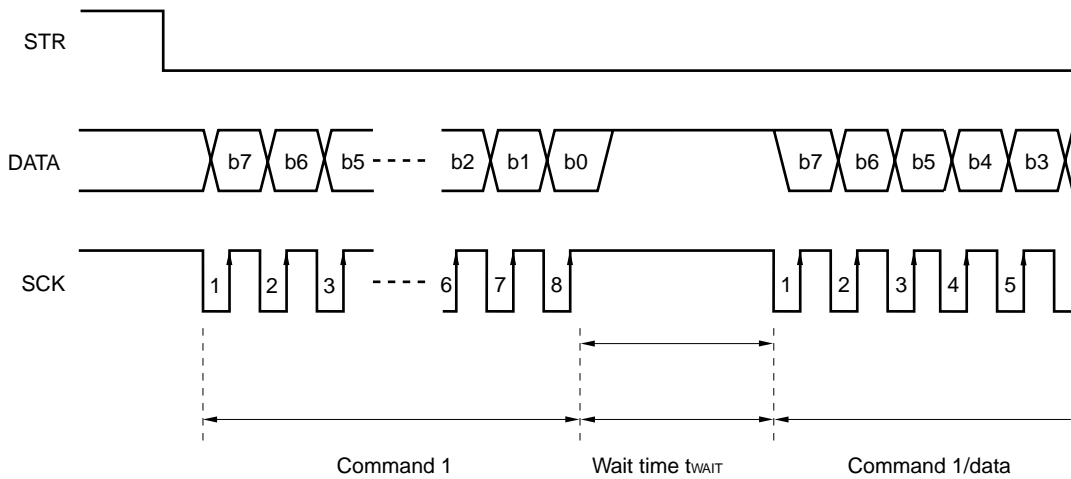 STR
DATA
b7 b6 b5 b2 b1 b0 b7 b6 b5 b4 b3
SCK
1 2 3 6 7 8 1 2 3 4 5
Command 1 Wait time tWAIT Command 1/data